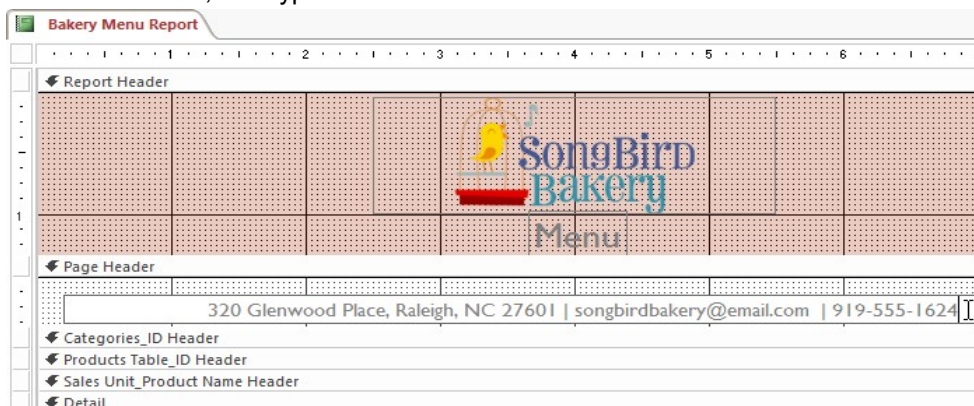 Bakery Menu Report
1 2 3 4 5 6
Report Header
SongBird
Bakery
1
Menu
Page Header
320 Glenwood Place, Raleigh, NC 27601 | songbirdbakery@email.com | 919-555-1624
Categories_ID Header
Products Table_ID Header
Sales Unit_Product Name Header
Detail